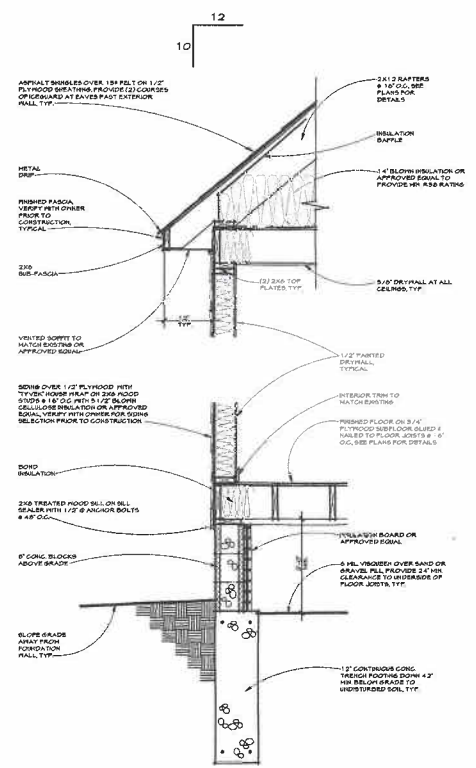 12
10
ASPHALT SHINGLES OVER 15# FELT ON 1/2"
PLYWOOD SHEATHING, PROVIDE (2) COURSES
OF ICEGUARD AT EAVES PAST EXTERIOR
WALL, TYP.
2X12 RAFTERS
@ 16" O.C., SEE
PLANS FOR
DETAILS
INSULATION
BAFFLE
METAL
DRIP
14" BLOWN INSULATION OR
APPROVED EQUAL TO
PROVIDE MIN R38 RATING
FINISHED FASCIA,
VERIFY WITH OWNER
PRIOR TO
CONSTRUCTION,
TYPICAL
2X6
SUB-FASCIA
(2) 2X6 TOP
PLATES, TYP.
5/8" DRYWALL AT ALL
CEILINGS, TYP.
12"
TYP.
VENTED SOFFIT TO
MATCH EXISTING OR
APPROVED EQUAL
1/2" PAINTED
DRYWALL,
TYPICAL
SIDING OVER 1/2" PLYWOOD WITH
"TYVEK" HOUSE WRAP ON 2X6 WOOD
STUDS @ 16" O.C. WITH 5 1/2" BLOWN
CELLULOSE INSULATION OR APPROVED
EQUAL, VERIFY WITH OWNER FOR SIDING
SELECTION PRIOR TO CONSTRUCTION
INTERIOR TRIM TO
MATCH EXISTING
FINISHED FLOOR ON 3/4"
PLYWOOD SUBFLOOR GLUED &
NAILED TO FLOOR JOISTS @ 16"
O.C., SEE PLANS FOR DETAILS
BOND
INSULATION
2X8 TREATED WOOD SILL ON SILL
SEALER WITH 1/2" Ø ANCHOR BOLTS
@ 48" O.C.
INSULATION BOARD OR
APPROVED EQUAL
8" CONC. BLOCKS
ABOVE GRADE
6 MIL VISQUEEN OVER SAND OR
GRAVEL FILL, PROVIDE 24" MIN.
CLEARANCE TO UNDERSIDE OF
FLOOR JOISTS, TYP.
SLOPE GRADE
AWAY FROM
FOUNDATION
WALL, TYP.
12" CONTINUOUS CONC.
TRENCH FOOTING DOWN 42"
MIN. BELOW GRADE TO
UNDISTURBED SOIL, TYP.